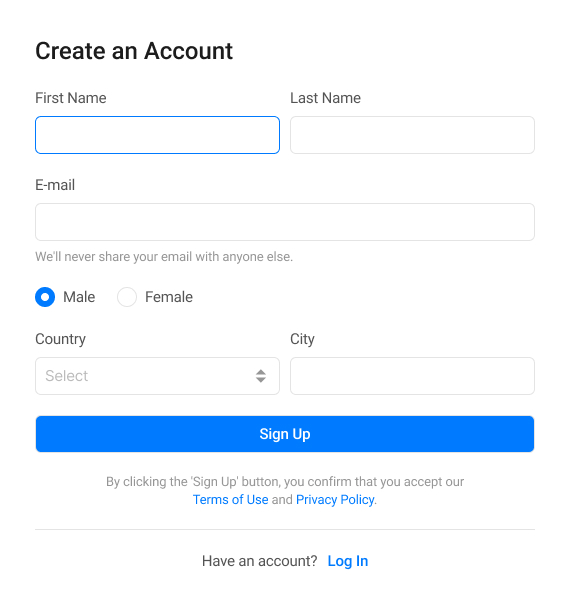 Create an Account
First Name Last Name
E-mail
We'll never share your email with anyone else.
Male Female
Country City
Select
Sign Up
By clicking the 'Sign Up' button, you confirm that you accept our
Terms of Use and Privacy Policy.
Have an account? Log In